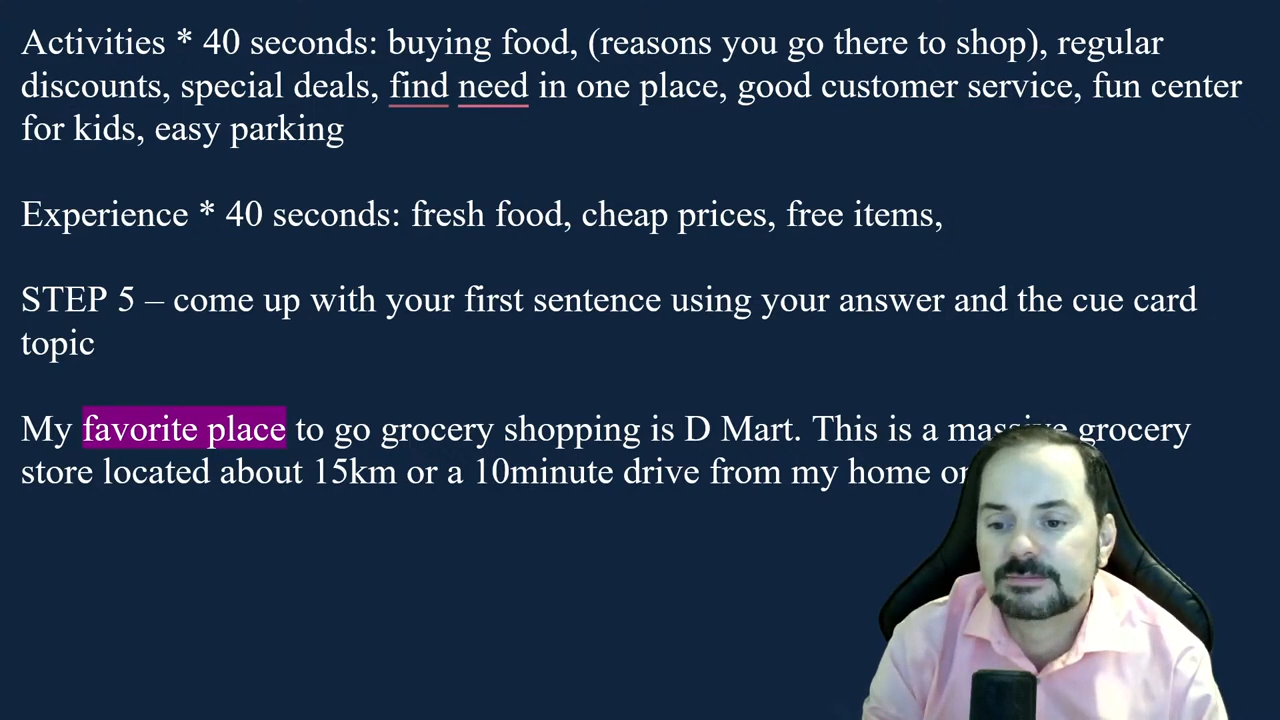 Activities * 40 seconds: buying food, (reasons you go there to shop), regular
discounts, special deals, find need in one place, good customer service, fun center
for kids, easy parking
Experience * 40 seconds: fresh food, cheap prices, free items,
STEP 5 – come up with your first sentence using your answer and the cue card
topic
My favorite place to go grocery shopping is D Mart. This is a massive grocery
store located about 15km or a 10minute drive from my home